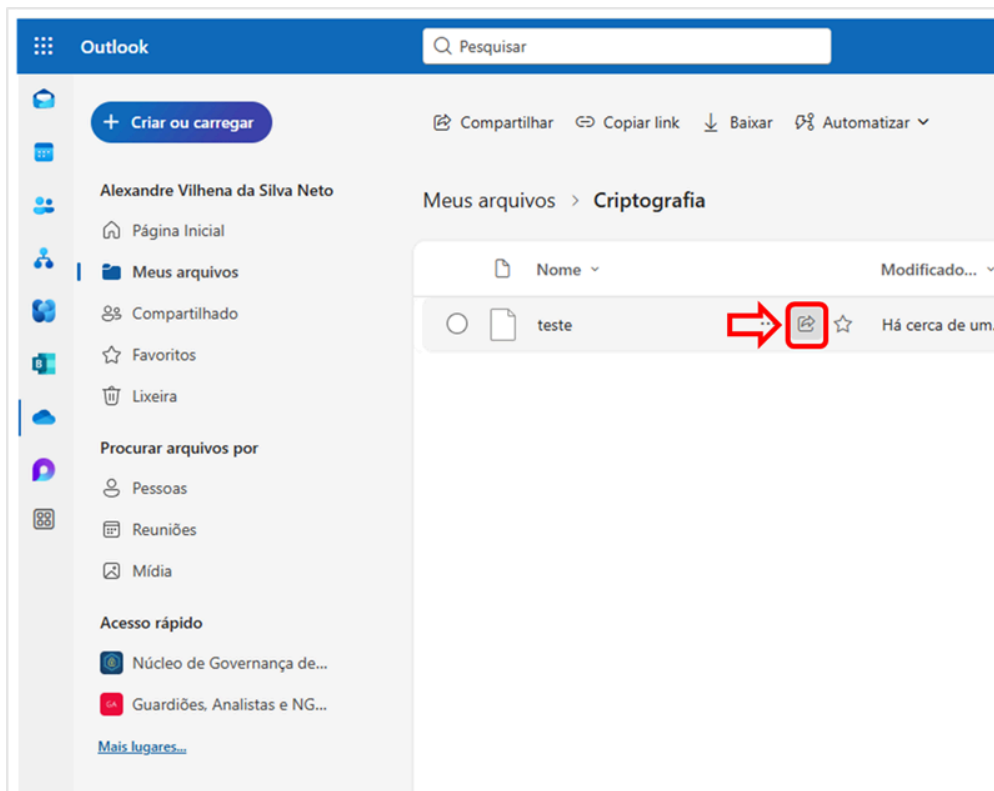 Outlook
Pesquisar
Criar ou carregar
Compartilhar Copiar link Baixar Automatizar
Alexandre Vilhena da Silva Neto
Página Inicial
Meus arquivos
Compartilhado
Favoritos
Lixeira
Procurar arquivos por
Pessoas
Reuniões
Mídia
Acesso rápido
Núcleo de Governança de...
GA Guardiões, Analistas e NG...
Mais lugares...
Meus arquivos > Criptografia
Nome Modificado...
teste ... Há cerca de um.